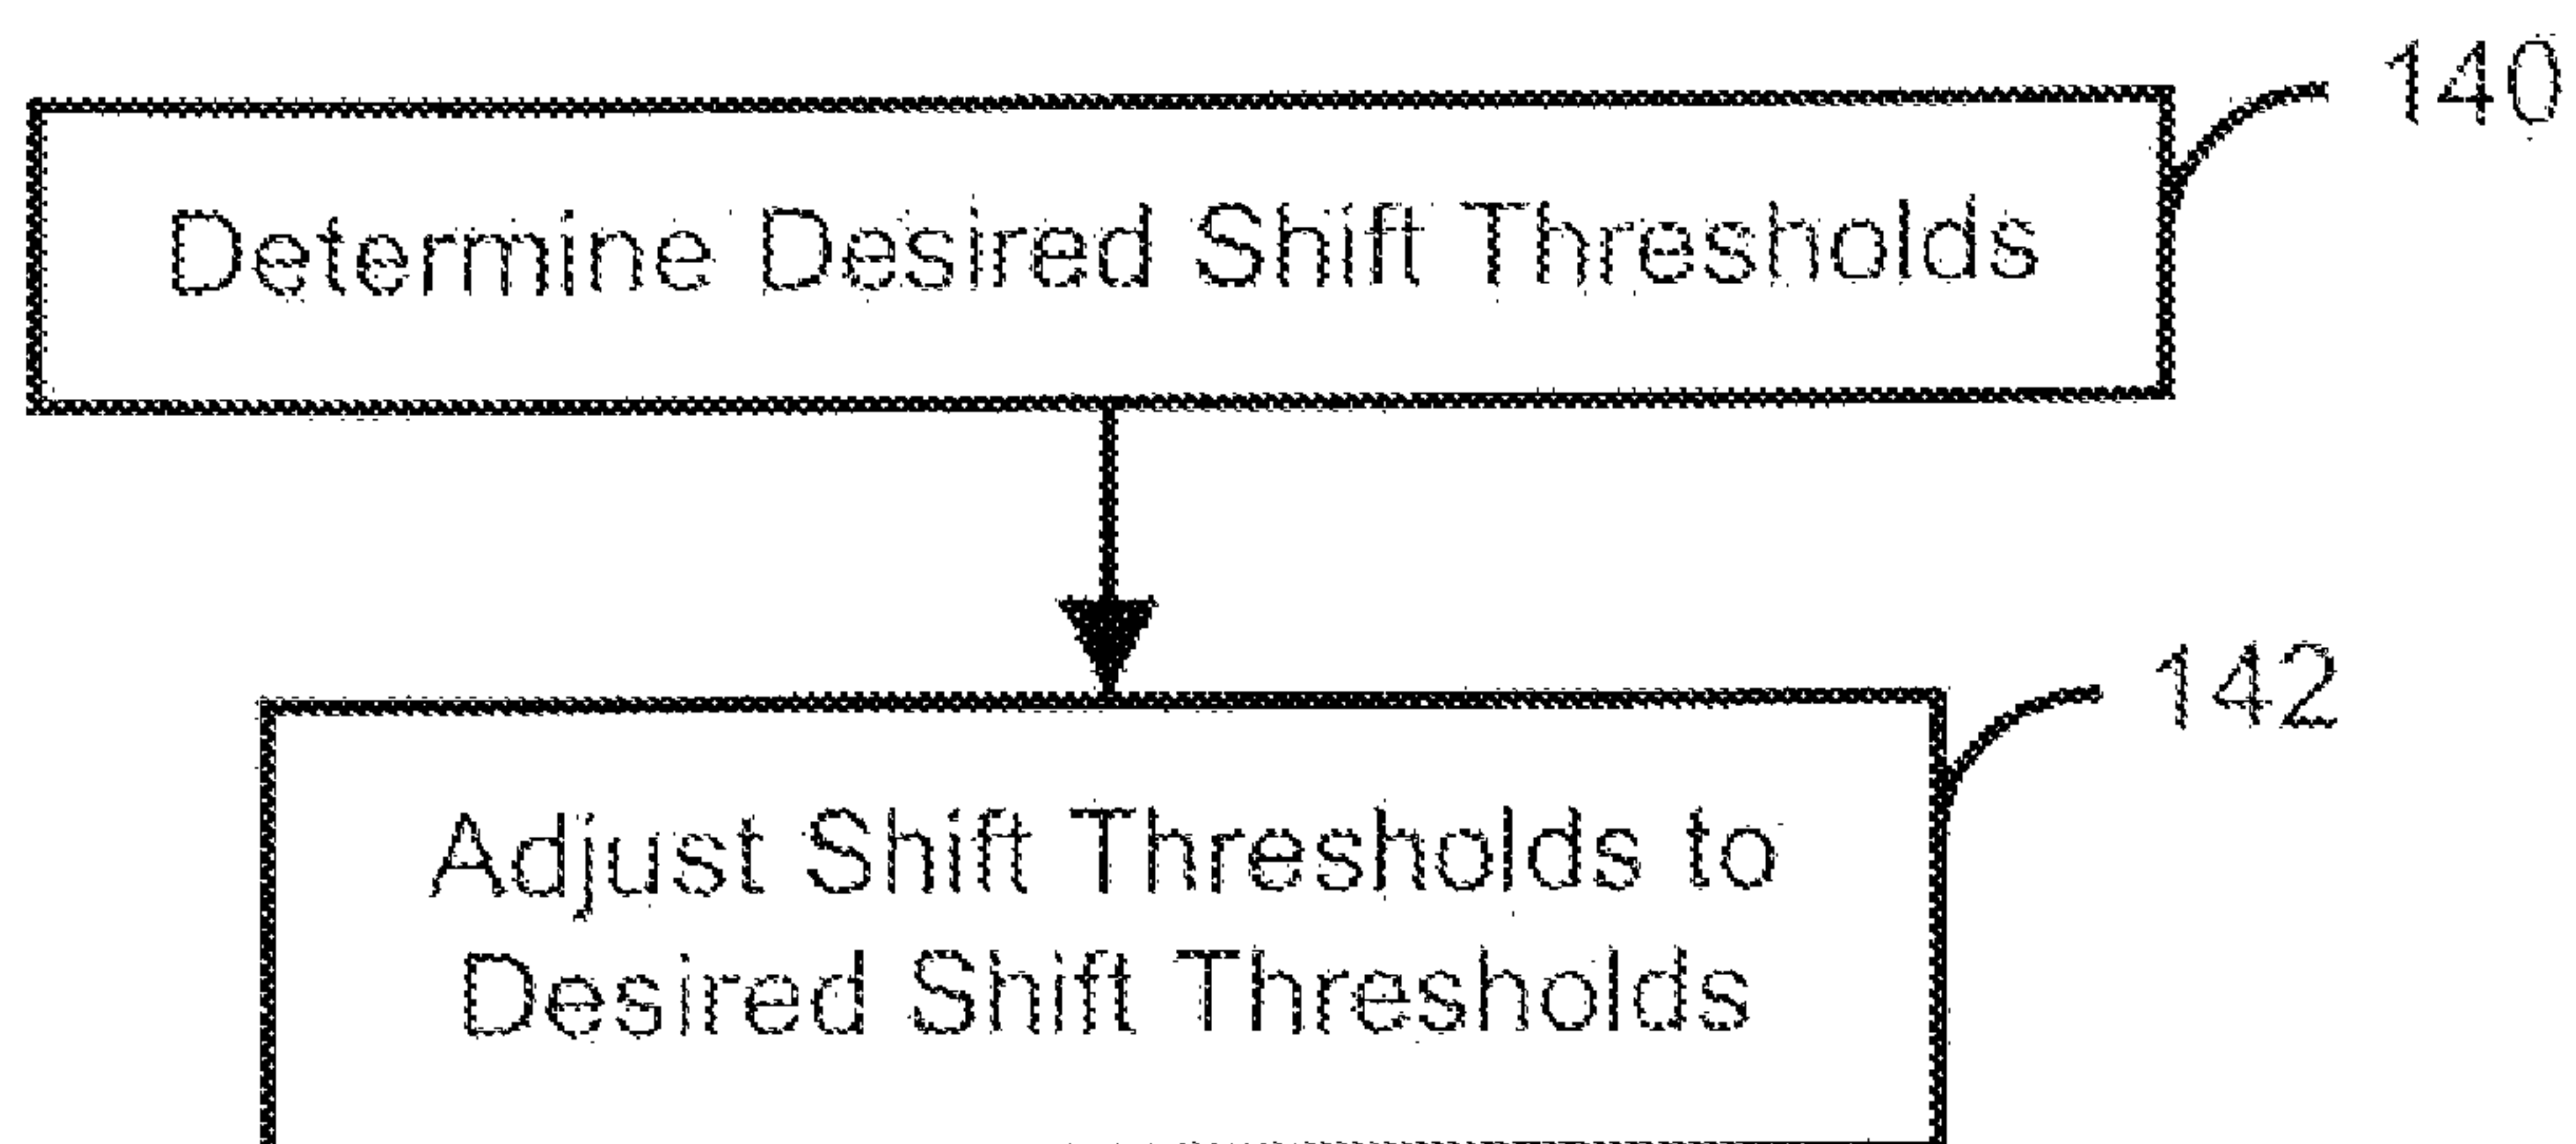 140
Determine Desired Shift Thresholds
142
Adjust Shift Thresholds to
Desired Shift Thresholds